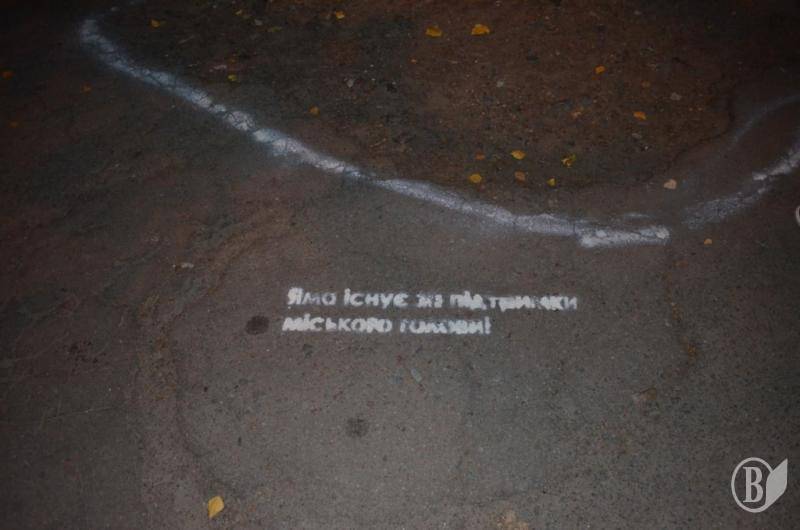 Яма існує за підтримки
міського голови!
B